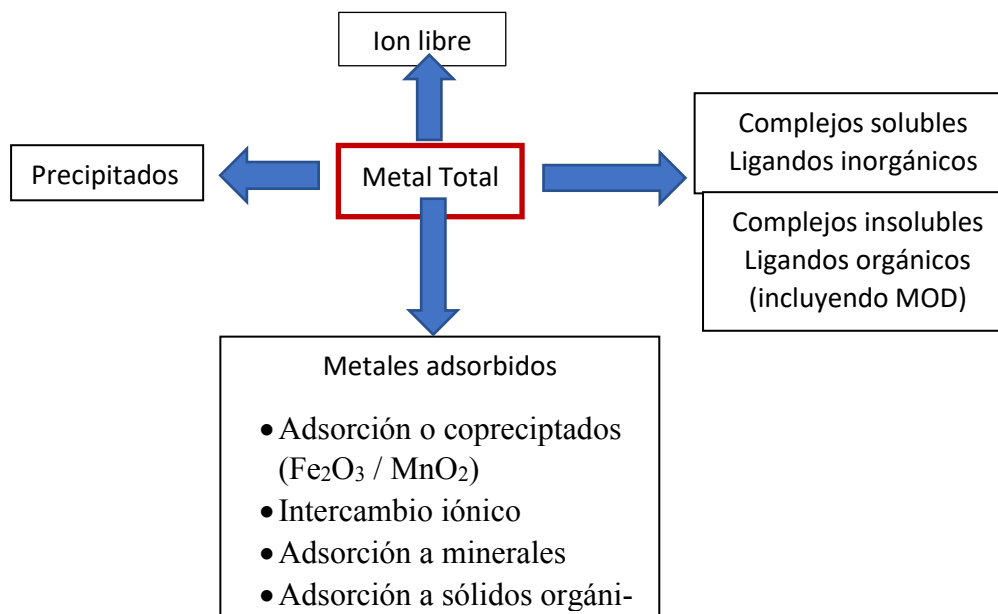 Ion libre
Precipitados
Metal Total
Complejos solubles
Ligandos inorgánicos
Complejos insolubles
Ligandos orgánicos
(incluyendo MOD)
Metales adsorbidos
• Adsorción o copreciptados
(Fe₂O₃ / MnO₂)
• Intercambio iónico
• Adsorción a minerales
• Adsorción a sólidos orgáni-